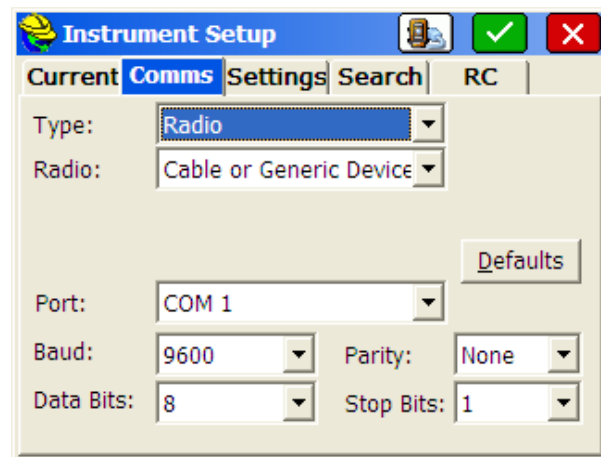 Instrument Setup
Current Comms Settings Search RC
Type: Radio
Radio: Cable or Generic Device
Defaults
Port: COM 1
Baud: 9600 Parity: None
Data Bits: 8 Stop Bits: 1